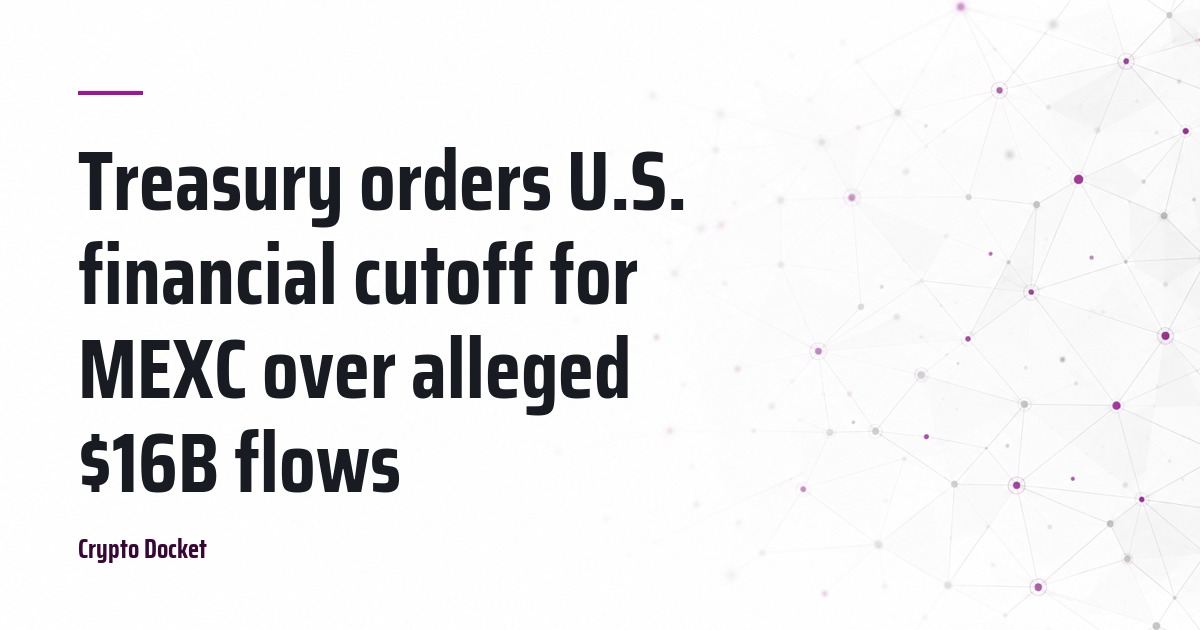 Treasury orders U.S.
financial cutoff for
MEXC over alleged
$16B flows
Crypto Docket